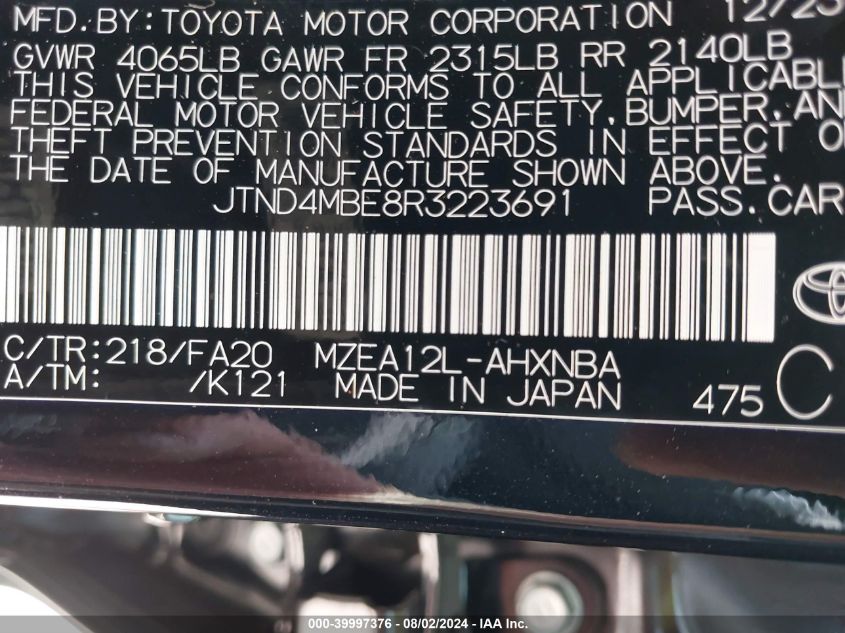 MFD. BY: TOYOTA MOTOR CORPORATION 12/23
GVWR 4065LB GAWR FR 2315LB RR 2140LB
THIS VEHICLE CONFORMS TO ALL APPLICABL
FEDERAL MOTOR VEHICLE SAFETY, BUMPER, AN
THEFT PREVENTION STANDARDS IN EFFECT O
THE DATE OF MANUFACTURE SHOWN ABOVE.
JTND4MBE8R3223691 PASS. CAR
C/TR: 218/FA20 MZEA12L-AHXNBA
A/TM: /K121 MADE IN JAPAN 475 C
000-39997376 - 08/02/2024 - IAA Inc.